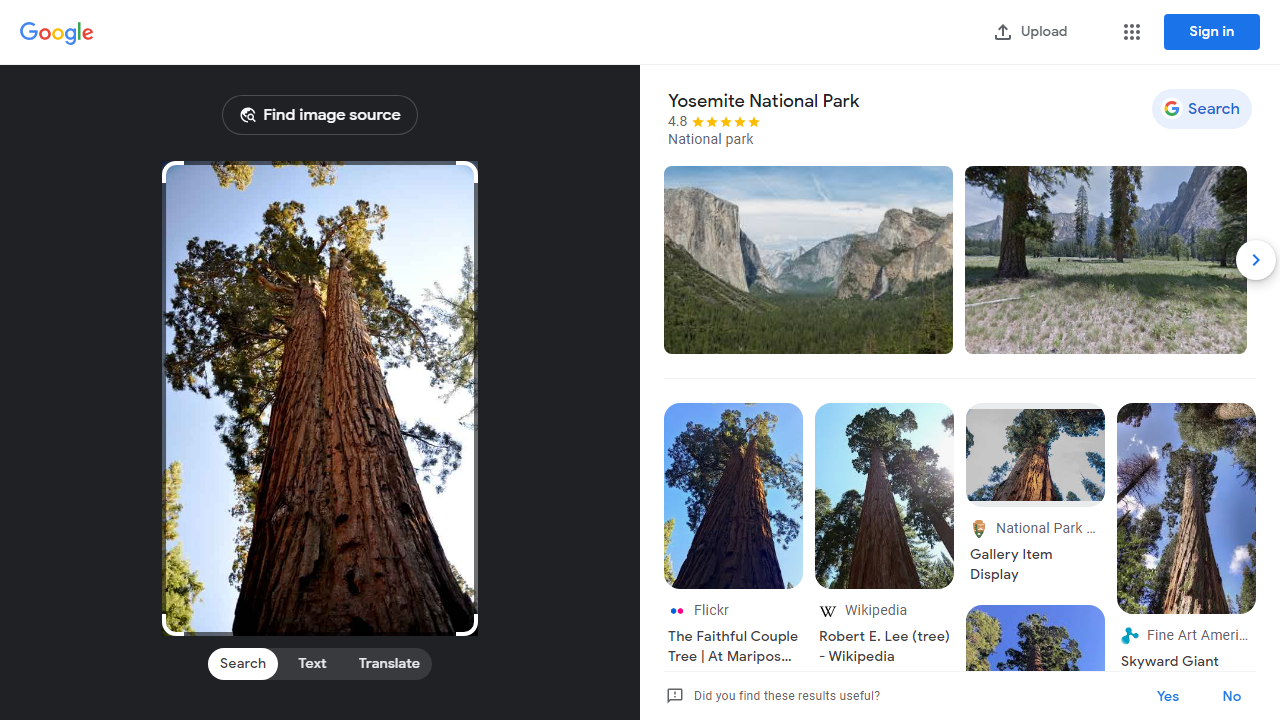 Google
Upload
Sign in
Find image source
Search
Text
Translate
Yosemite National Park
4.8
National park
Search
Flickr
The Faithful Couple
Tree | At Maripos...
Wikipedia
Robert E. Lee (tree)
- Wikipedia
National Park ...
Gallery Item
Display
Fine Art Ameri...
Skyward Giant
Did you find these results useful?
Yes
No